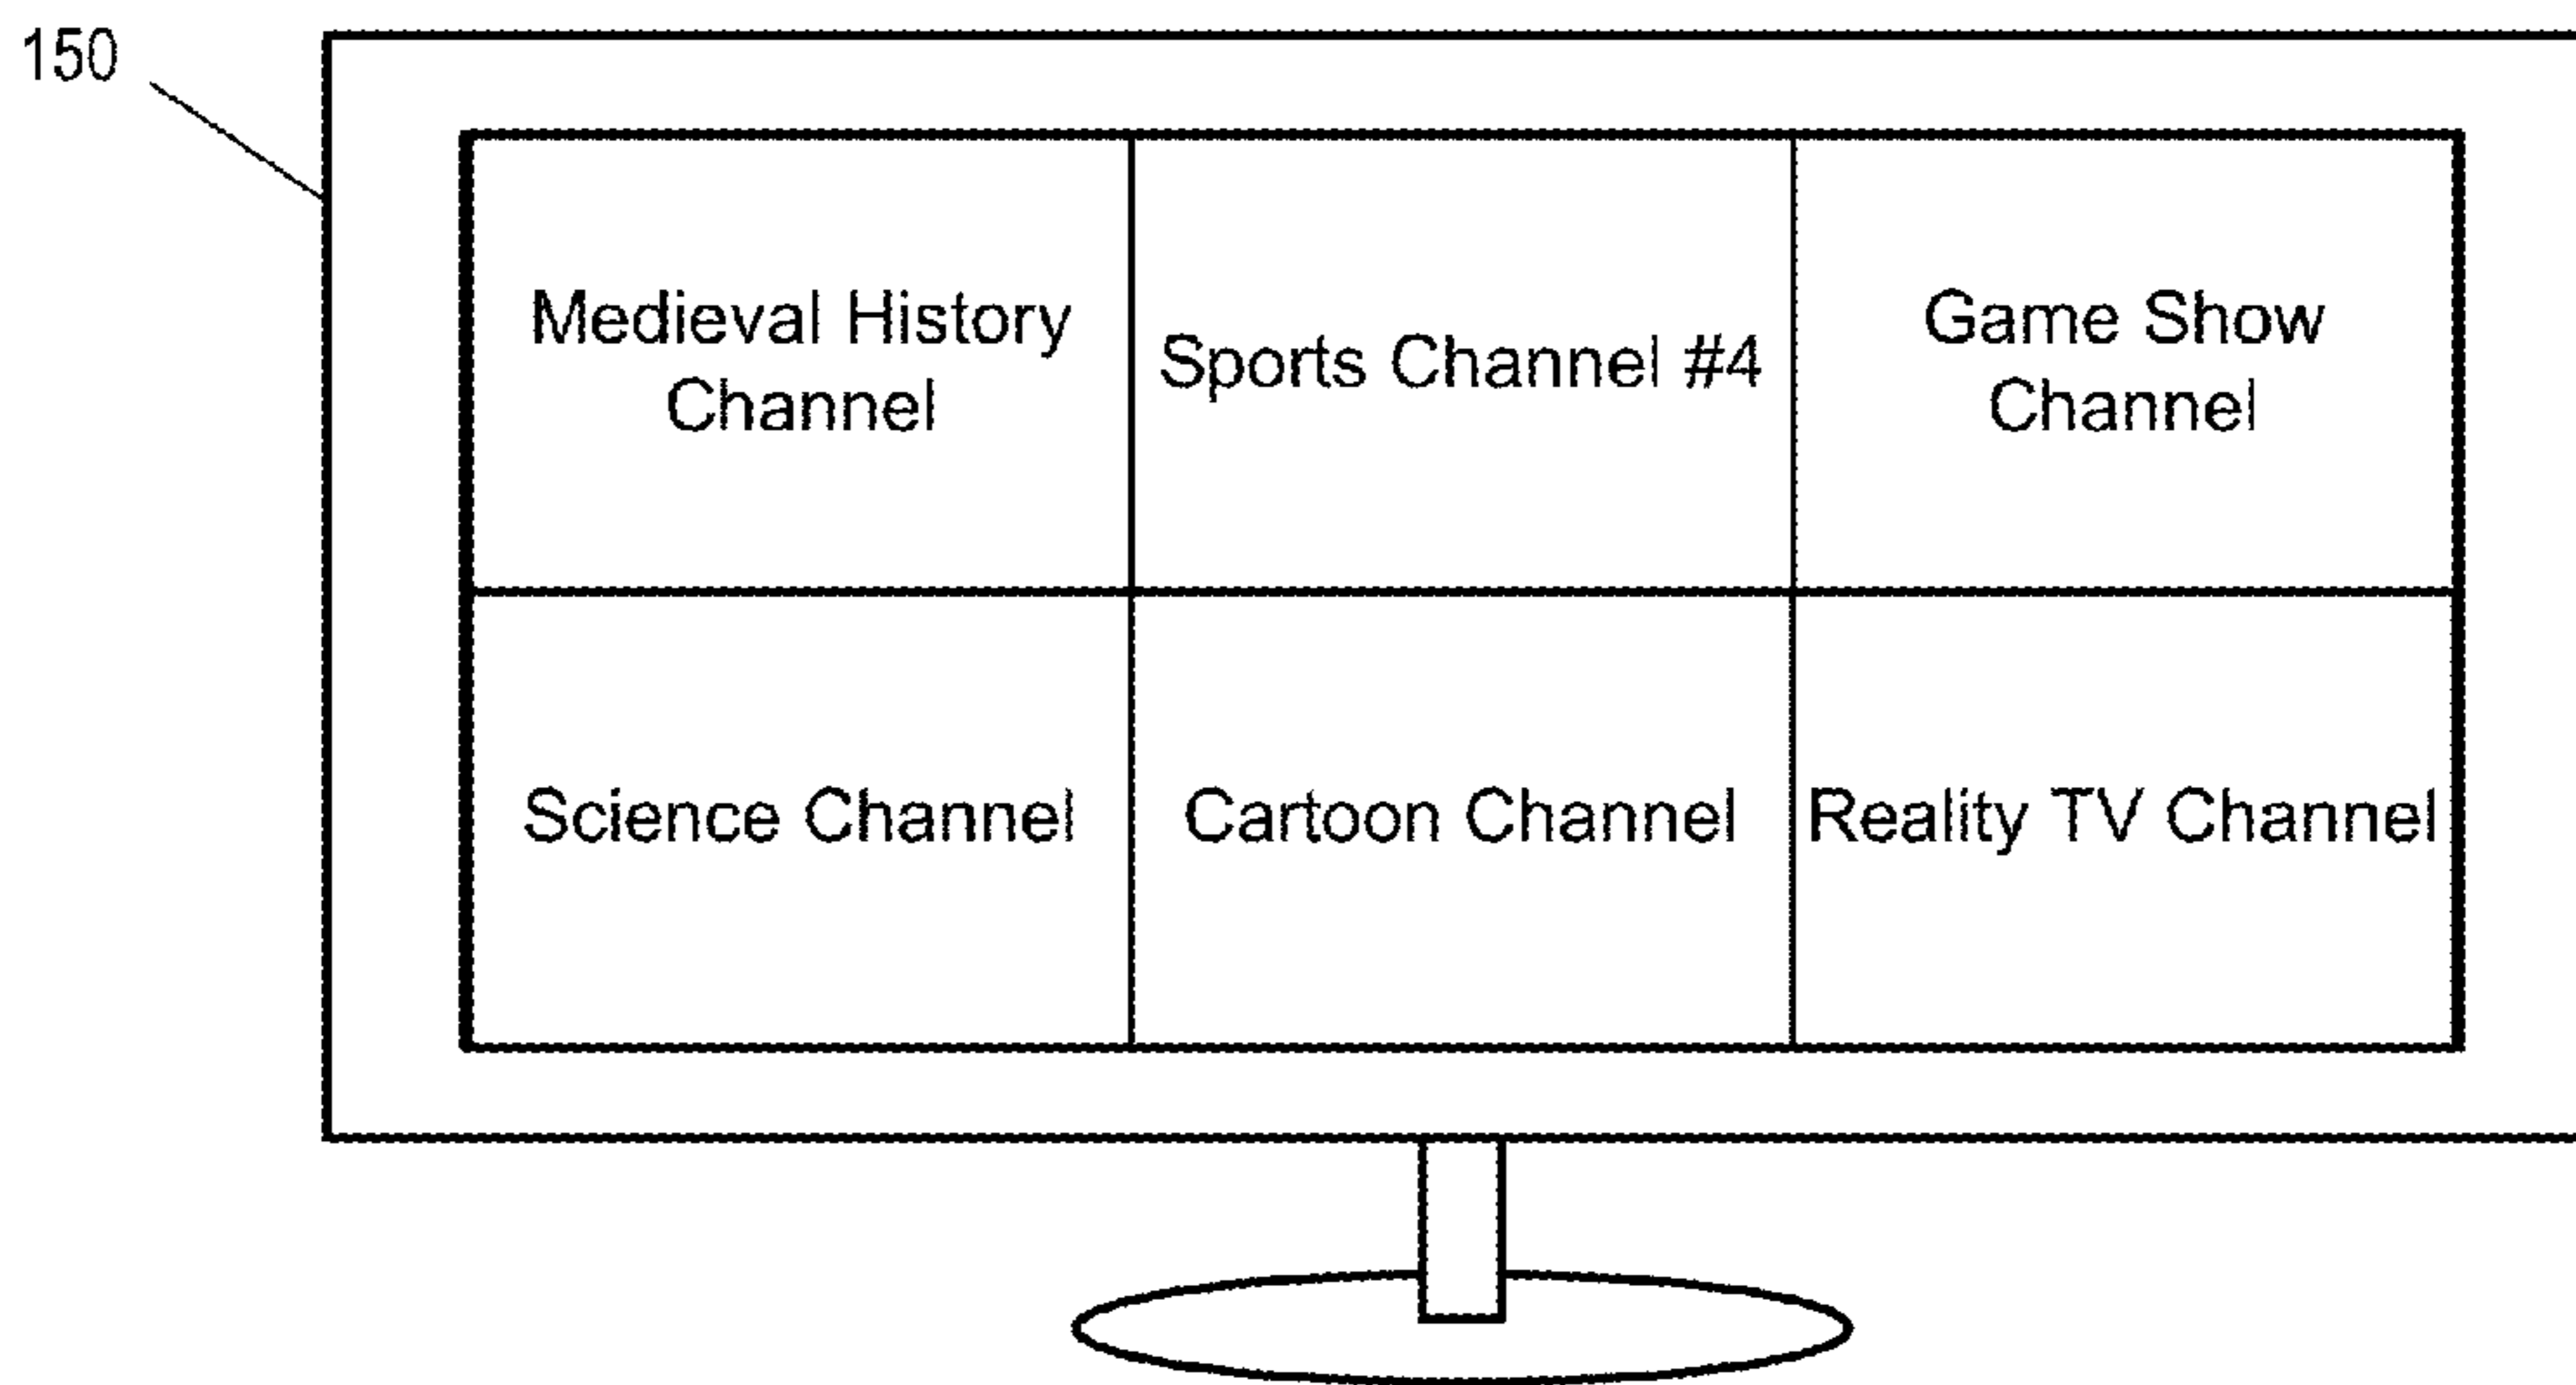 150
Medieval History
Channel
Sports Channel #4
Game Show
Channel
Science Channel
Cartoon Channel
Reality TV Channel